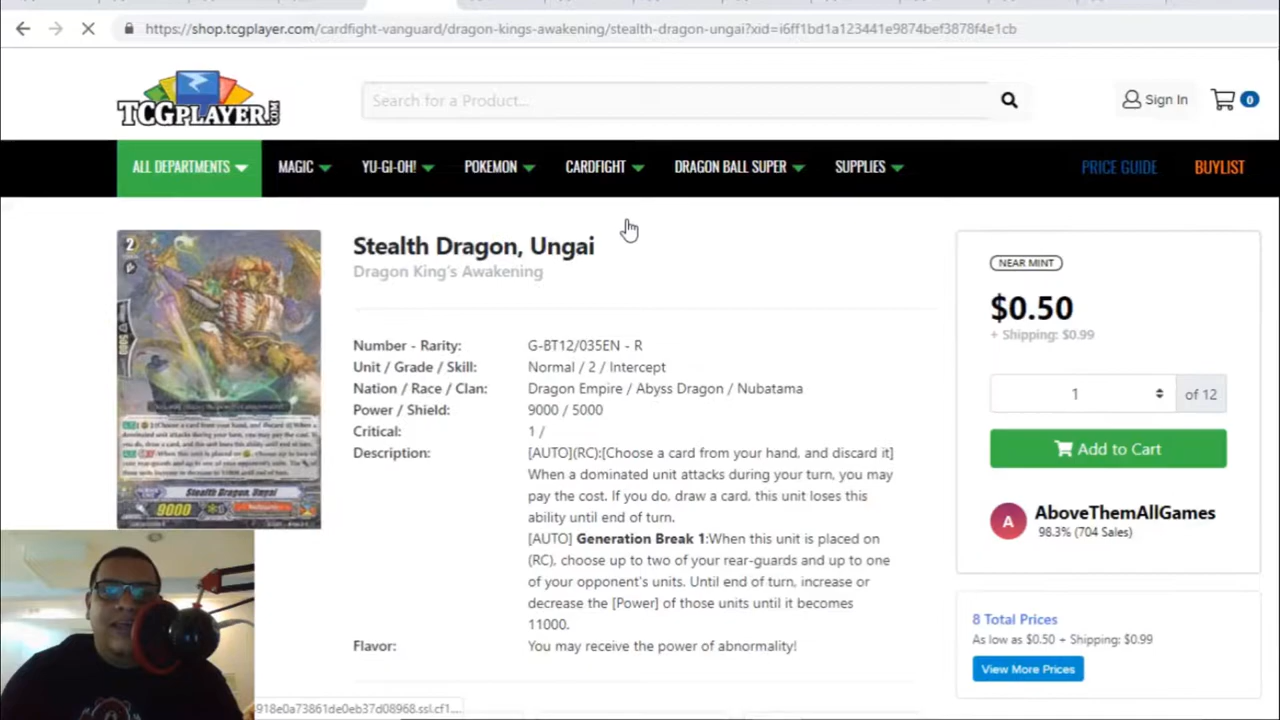 https://shop.tcgplayer.com/cardfight-vanguard/dragon-kings-awakening/stealth-dragon-ungai?xid=i6ff1bd1a123441e9874bef3878f4e1cb
TCGPLAYER.COM
Search for a Product...
Sign In
0
ALL DEPARTMENTS
MAGIC
YU-GI-OH!
POKEMON
CARDFIGHT
DRAGON BALL SUPER
SUPPLIES
PRICE GUIDE
BUYLIST
2
Stealth Dragon, Ungai
9000
Stealth Dragon, Ungai
Dragon King's Awakening
Number - Rarity: G-BT12/035EN - R
Unit / Grade / Skill: Normal / 2 / Intercept
Nation / Race / Clan: Dragon Empire / Abyss Dragon / Nubatama
Power / Shield: 9000 / 5000
Critical: 1 /
Description: [AUTO](RC):[Choose a card from your hand, and discard it]
When a dominated unit attacks during your turn, you may
pay the cost. If you do, draw a card, this unit loses this
ability until end of turn.
[AUTO] Generation Break 1:When this unit is placed on
(RC), choose up to two of your rear-guards and up to one
of your opponent's units. Until end of turn, increase or
decrease the [Power] of those units until it becomes
11000.
Flavor: You may receive the power of abnormality!
NEAR MINT
$0.50
+ Shipping: $0.99
1 of 12
Add to Cart
A AboveThemAllGames
98.3% (704 Sales)
8 Total Prices
As low as $0.50 + Shipping: $0.99
View More Prices
918e0a73861de0eb37d08968.ssl.cf1...